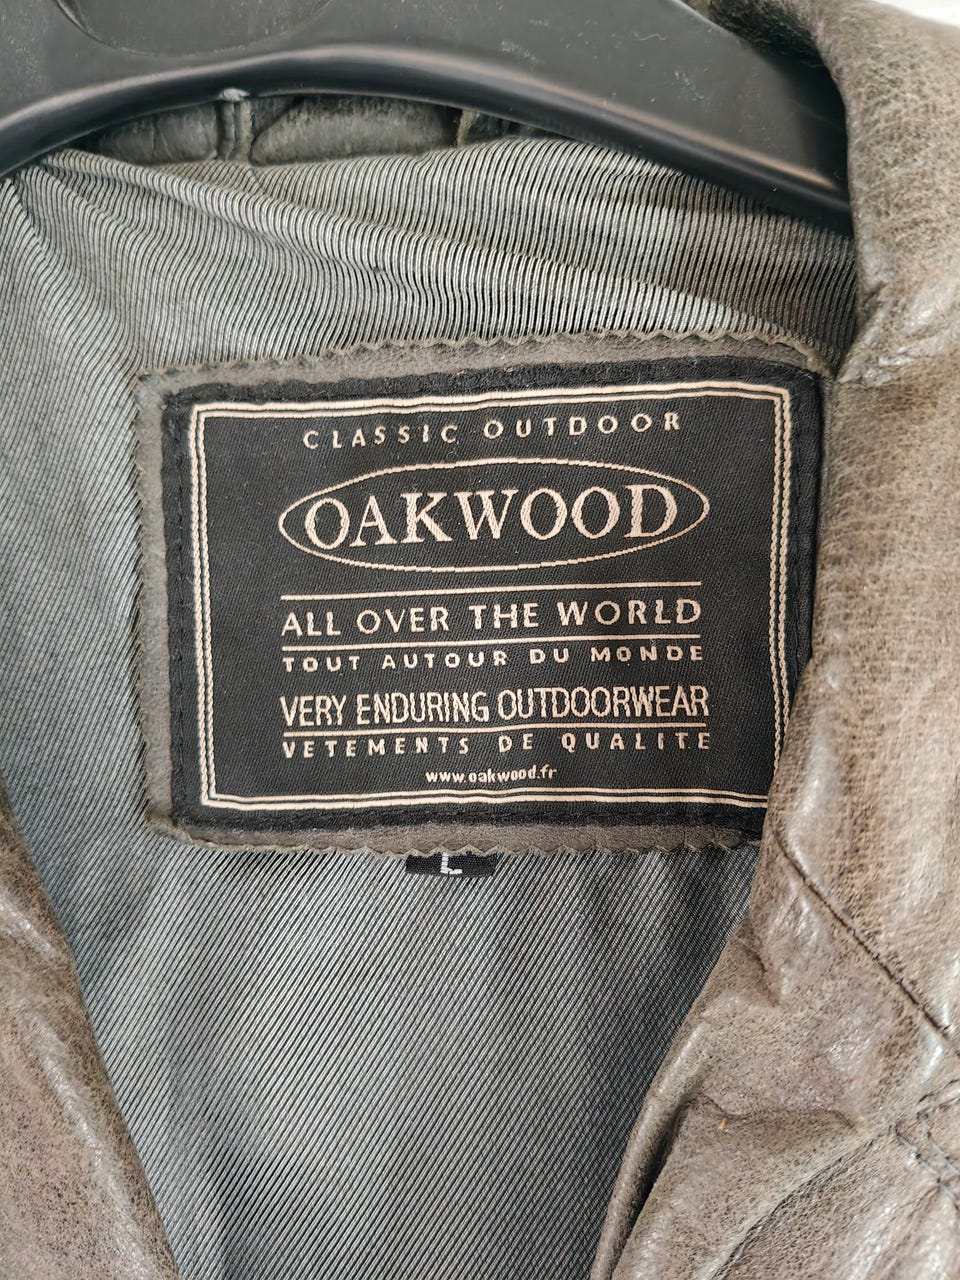 CLASSIC OUTDOOR
OAKWOOD
ALL OVER THE WORLD
TOUT AUTOUR DU MONDE
VERY ENDURING OUTDOORWEAR
VETEMENTS DE QUALITE
www.oakwood.fr
L